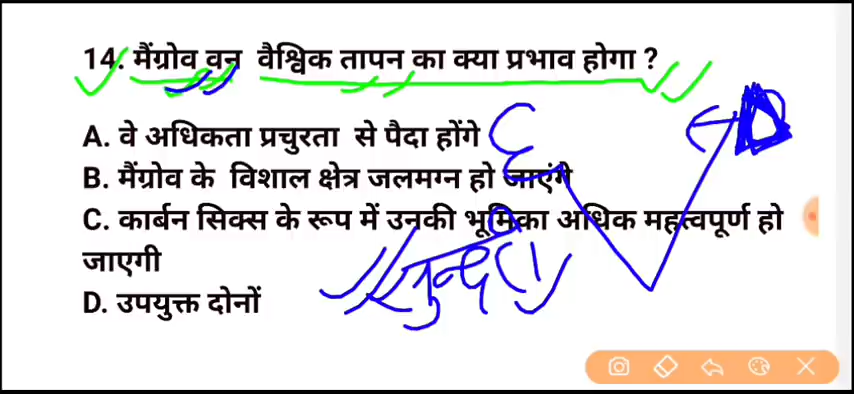 14. मैंग्रोव वन वैश्विक तापन का क्या प्रभाव होगा ?
A. वे अधिकता प्रचुरता से पैदा होंगे
B. मैंग्रोव के विशाल क्षेत्र जलमग्न हो जाएंगे
C. कार्बन सिक्स के रूप में उनकी भूमिका अधिक महत्वपूर्ण हो
जाएगी
D. उपयुक्त दोनों